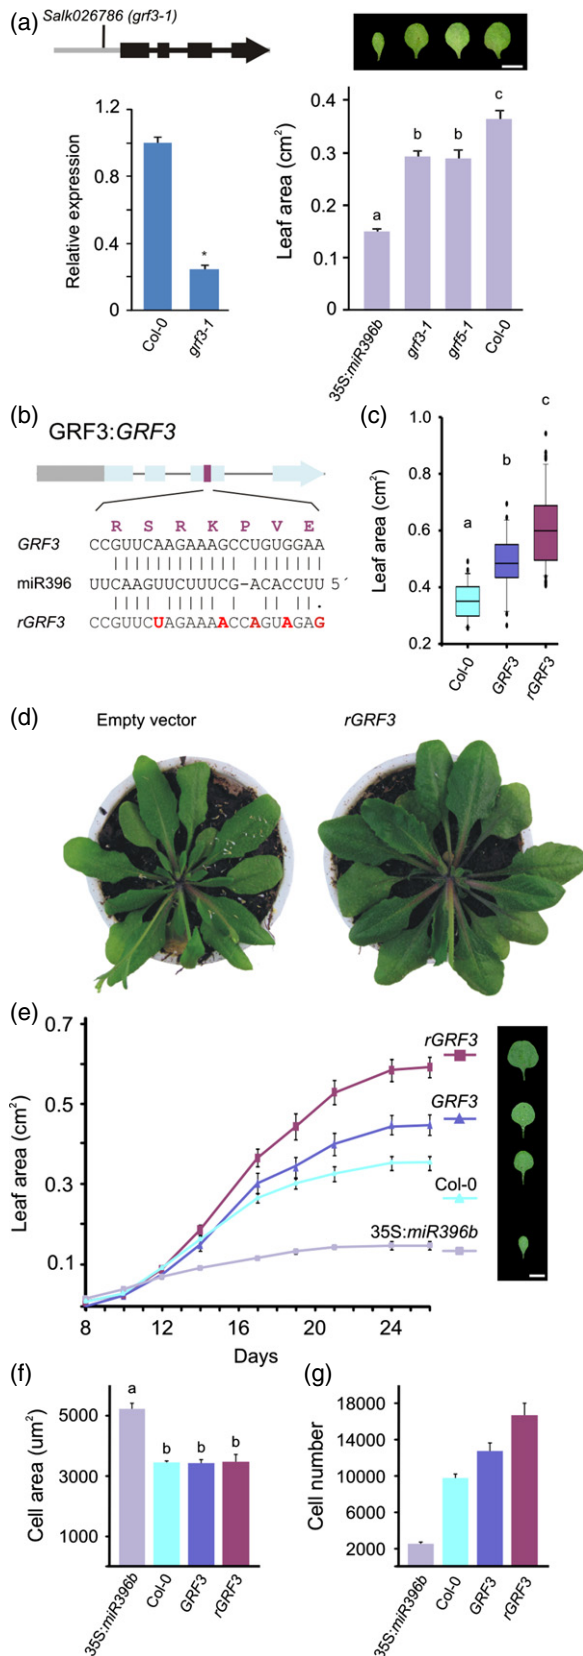 (a)
Salk026786 (grf3-1)
Relative expression
1.2
0.8
0.4
0
Col-0
grf3-1
*
Leaf area (cm²)
0.4
0.3
0.2
0.1
a
b
b
c
35S:miR396b
grf3-1
grf5-1
Col-0
(b)
GRF3:GRF3
R S R K P V E
GRF3 CCGUUCAAGAAAGCCUGUGGAA
miR396 UUCAAGUUCUUUCG-ACACCUU 5´
rGRF3 CCGUUCUAGAAAACCAGUAGAG
(c)
Leaf area (cm²)
1.0
0.8
0.6
0.4
0.2
a
b
c
Col-0
GRF3
rGRF3
(d)
Empty vector
rGRF3
(e)
Leaf area (cm²)
0.7
0.5
0.3
0.1
8 12 16 20 24
Days
rGRF3
GRF3
Col-0
35S:miR396b
(f)
Cell area (um²)
5000
3000
1000
a
b
b
b
35S:miR396b
Col-0
GRF3
rGRF3
(g)
Cell number
18000
14000
10000
6000
2000
35S:miR396b
Col-0
GRF3
rGRF3